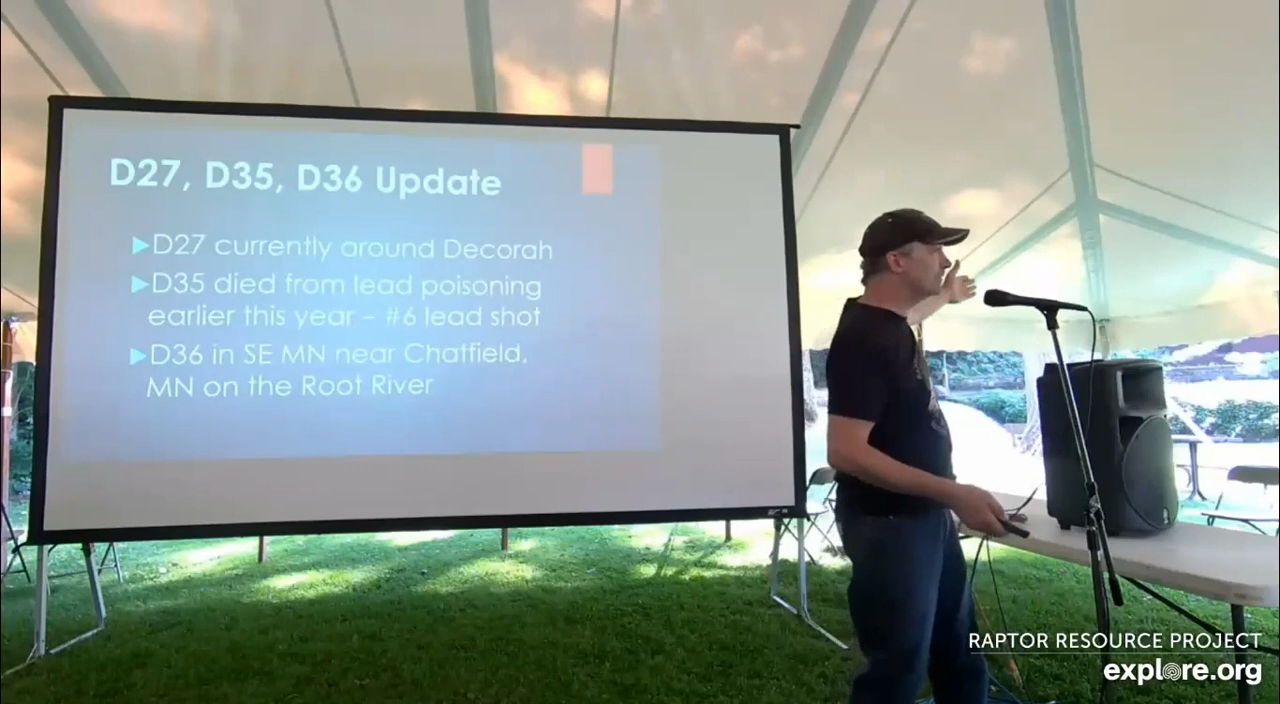 D27, D35, D36 Update
▶D27 currently around Decorah
▶D35 died from lead poisoning
earlier this year – #6 lead shot
▶D36 in SE MN near Chatfield,
MN on the Root River
RAPTOR RESOURCE PROJECT
explore.org